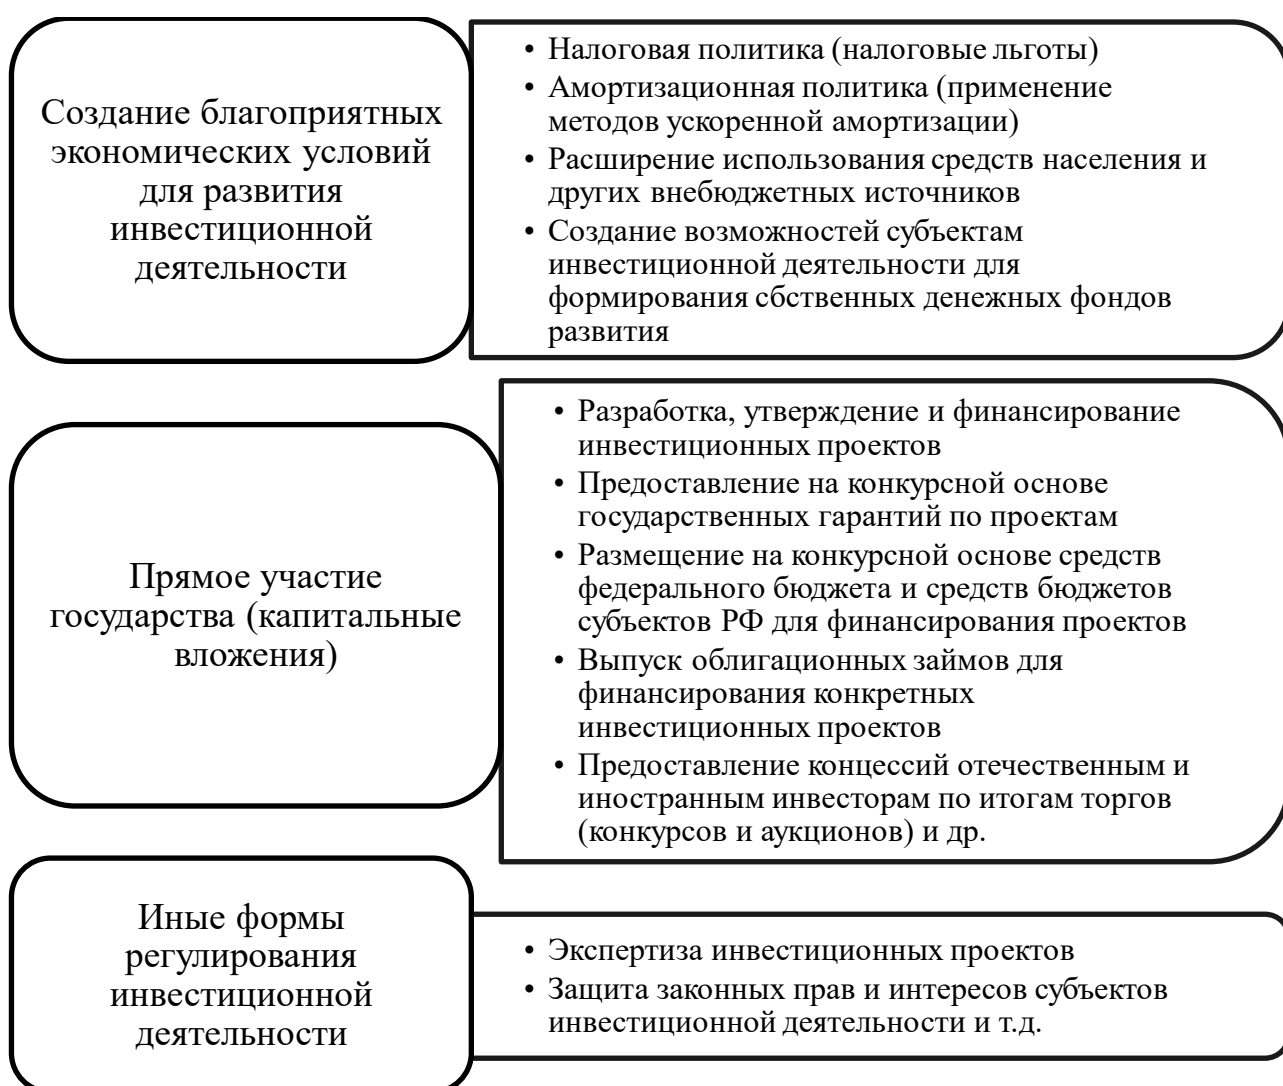 Создание благоприятных
экономических условий
для развития
инвестиционной
деятельности
• Налоговая политика (налоговые льготы)
• Амортизационная политика (применение
методов ускоренной амортизации)
• Расширение использования средств населения и
других внебюджетных источников
• Создание возможностей субъектам
инвестиционной деятельности для
формирования сбственных денежных фондов
развития
Прямое участие
государства (капитальные
вложения)
• Разработка, утверждение и финансирование
инвестиционных проектов
• Предоставление на конкурсной основе
государственных гарантий по проектам
• Размещение на конкурсной основе средств
федерального бюджета и средств бюджетов
субъектов РФ для финансирования проектов
• Выпуск облигационных займов для
финансирования конкретных
инвестиционных проектов
• Предоставление концессий отечественным и
иностранным инвесторам по итогам торгов
(конкурсов и аукционов) и др.
Иные формы
регулирования
инвестиционной
деятельности
• Экспертиза инвестиционных проектов
• Защита законных прав и интересов субъектов
инвестиционной деятельности и т.д.